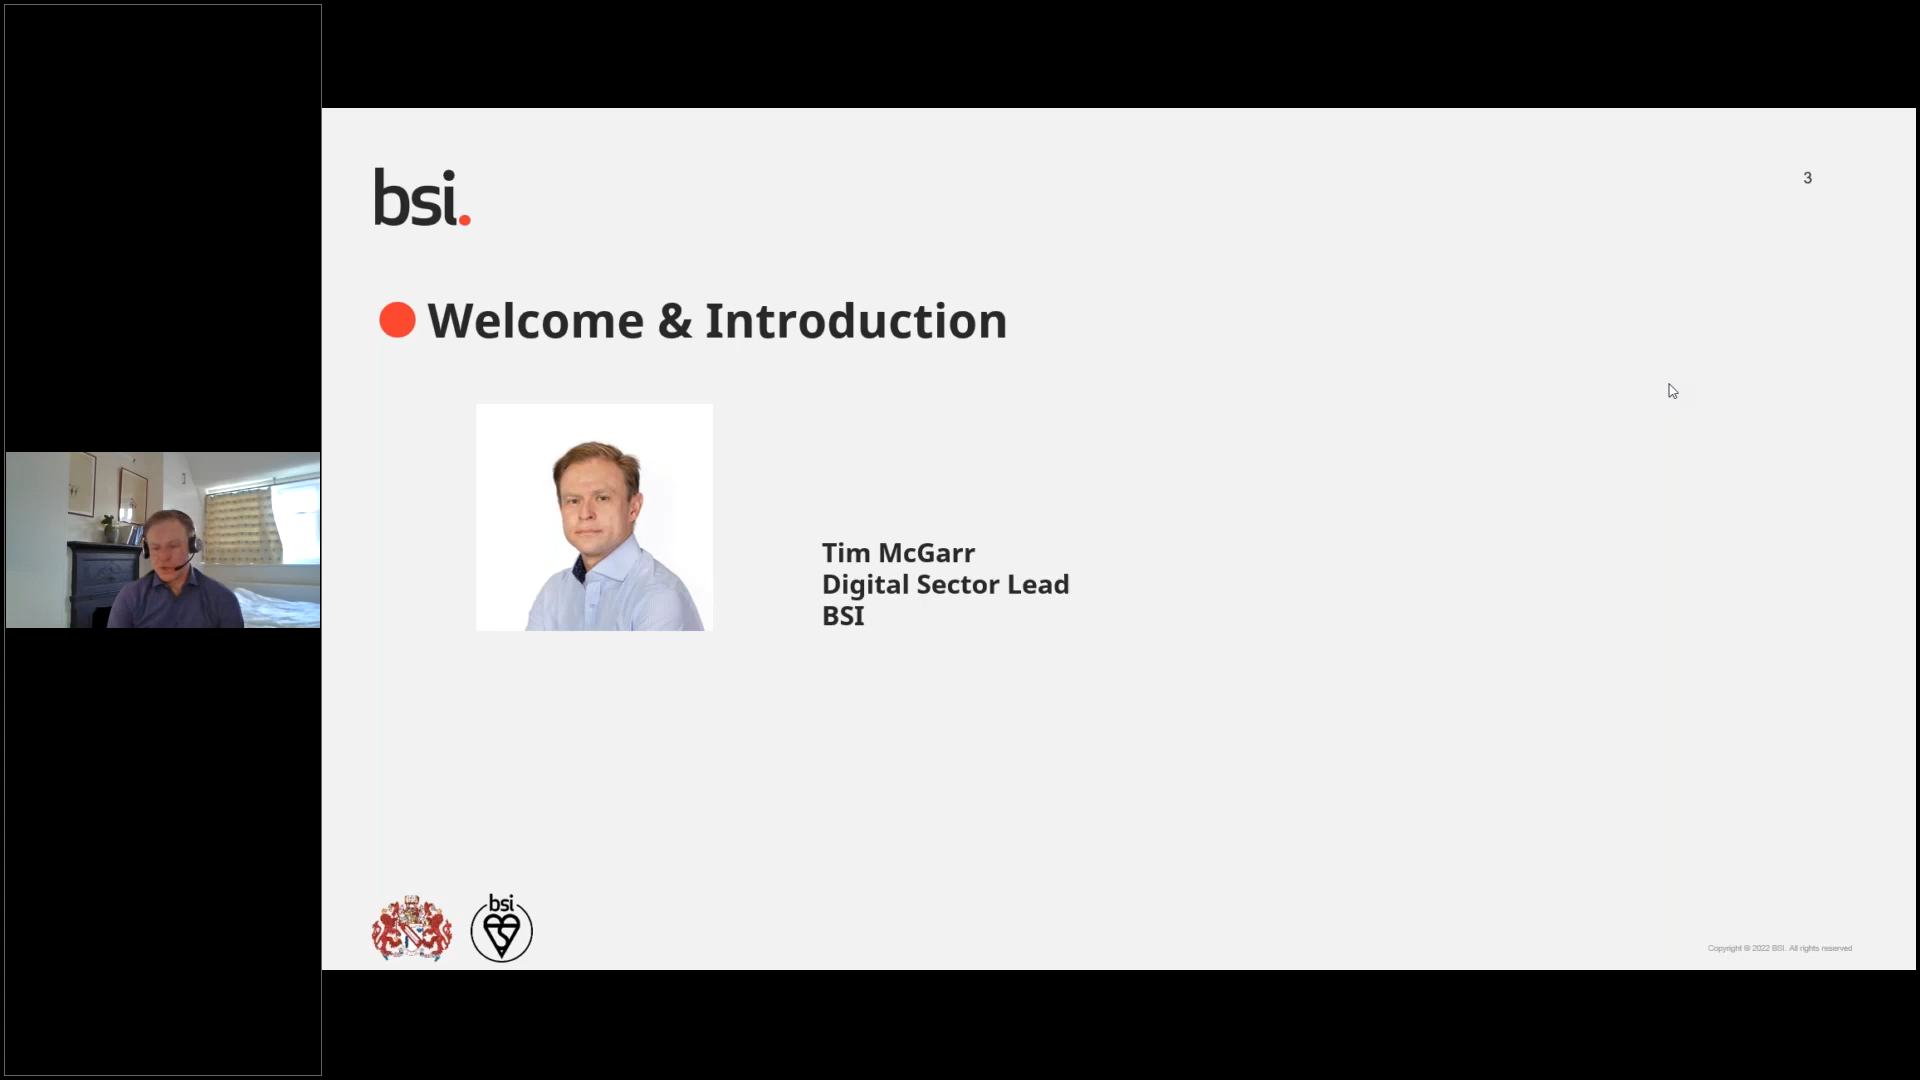 bsi.
3
Welcome & Introduction
Tim McGarr
Digital Sector Lead
BSI
bsi
Copyright © 2022 BSI. All rights reserved